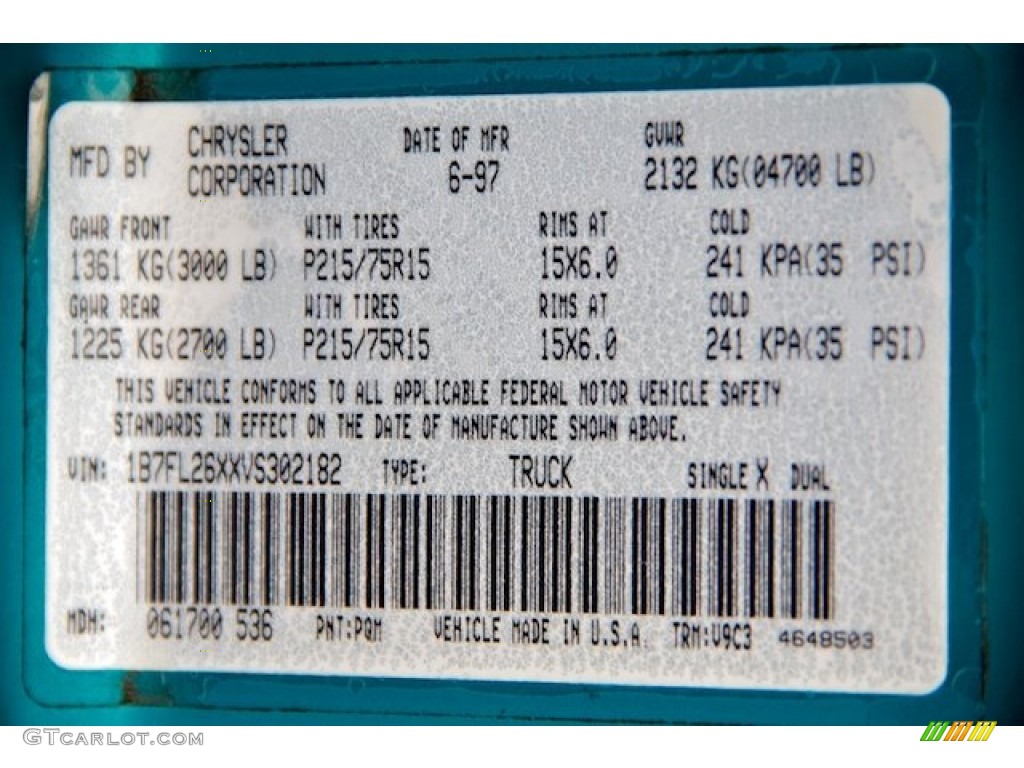 MFD BY CHRYSLER CORPORATION DATE OF MFR 6-97 GVWR 2132 KG(04700 LB)
GAWR FRONT WITH TIRES RIMS AT COLD
1361 KG(3000 LB) P215/75R15 15X6.0 241 KPA(35 PSI)
GAWR REAR WITH TIRES RIMS AT COLD
1225 KG(2700 LB) P215/75R15 15X6.0 241 KPA(35 PSI)
THIS VEHICLE CONFORMS TO ALL APPLICABLE FEDERAL MOTOR VEHICLE SAFETY
STANDARDS IN EFFECT ON THE DATE OF MANUFACTURE SHOWN ABOVE.
VIN: 1B7FL26XXVS302182 TYPE: TRUCK SINGLE X DUAL
MDH: 061700 536 PNT:PQM VEHICLE MADE IN U.S.A. TRM:V9C3 4648503
GTCARLOT.COM